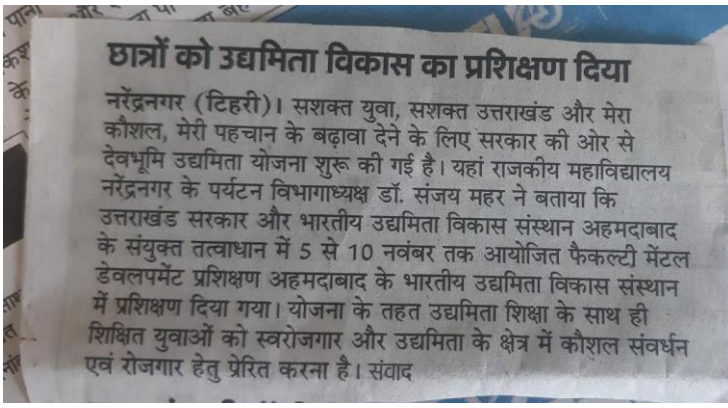 छात्रों को उद्यमिता विकास का प्रशिक्षण दिया
नरेंद्रनगर (टिहरी)। सशक्त युवा, सशक्त उत्तराखंड और मेरा
कौशल, मेरी पहचान के बढ़ावा देने के लिए सरकार की ओर से
देवभूमि उद्यमिता योजना शुरू की गई है। यहां राजकीय महाविद्यालय
नरेंद्रनगर के पर्यटन विभागाध्यक्ष डॉ. संजय महर ने बताया कि
उत्तराखंड सरकार और भारतीय उद्यमिता विकास संस्थान अहमदाबाद
के संयुक्त तत्वाधान में 5 से 10 नवंबर तक आयोजित फैकल्टी मेंटल
डेवलपमेंट प्रशिक्षण अहमदाबाद के भारतीय उद्यमिता विकास संस्थान
में प्रशिक्षण दिया गया। योजना के तहत उद्यमिता शिक्षा के साथ ही
शिक्षित युवाओं को स्वरोजगार और उद्यमिता के क्षेत्र में कौशल संवर्धन
एवं रोजगार हेतु प्रेरित करना है। संवाद